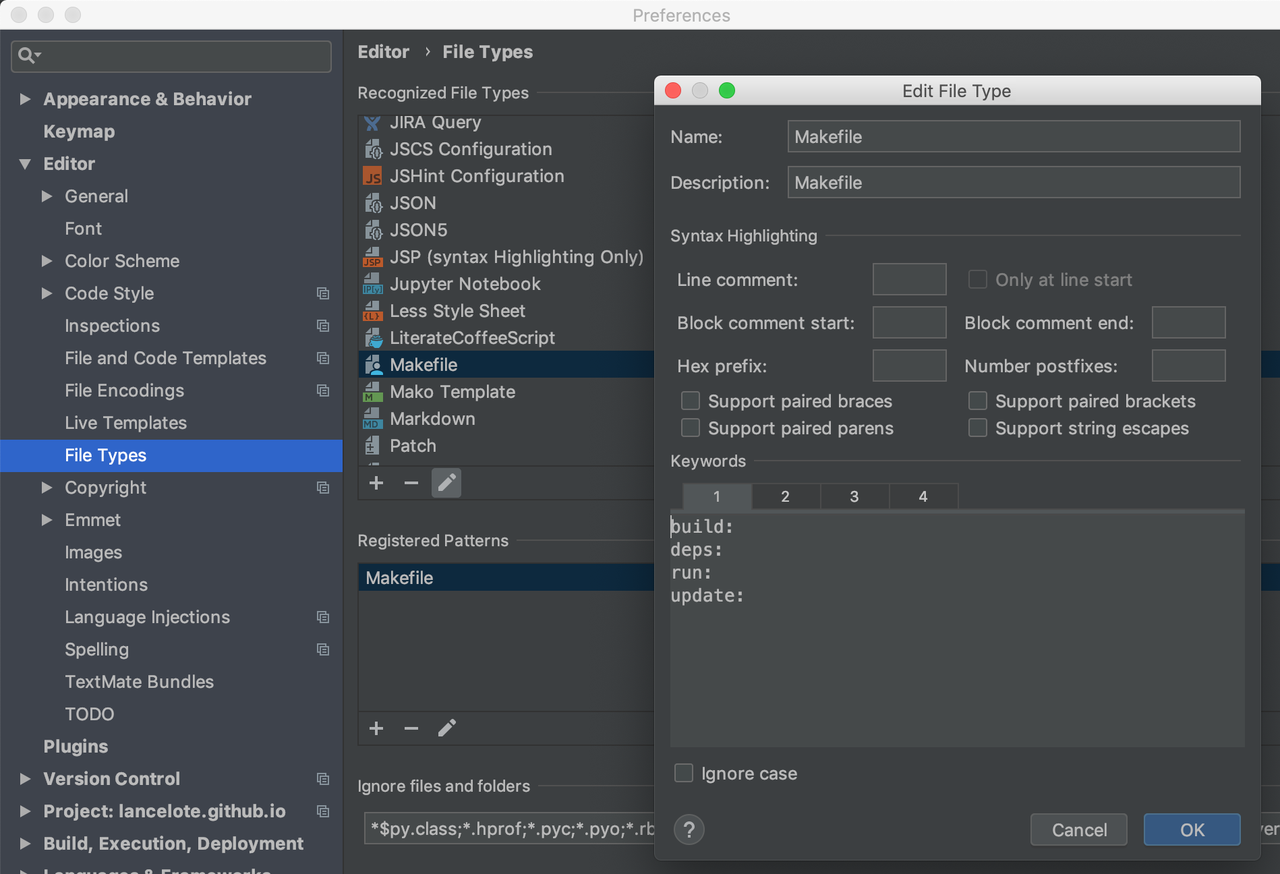 Preferences
Appearance & Behavior
Keymap
Editor
General
Font
Color Scheme
Code Style
Inspections
File and Code Templates
File Encodings
Live Templates
File Types
Copyright
Emmet
Images
Intentions
Language Injections
Spelling
TextMate Bundles
TODO
Plugins
Version Control
Project: lancelote.github.io
Build, Execution, Deployment
Languages & Frameworks
Editor › File Types
Recognized File Types
JIRA Query
JSCS Configuration
JS JSHint Configuration
JSON
JSON5
JSP JSP (syntax Highlighting Only)
IP[y] Jupyter Notebook
{L} Less Style Sheet
LiterateCoffeeScript
Makefile
M Mako Template
MD Markdown
Patch
Registered Patterns
Makefile
Ignore files and folders
*$py.class;*.hprof;*.pyc;*.pyo;*.rb
Edit File Type
Name: Makefile
Description: Makefile
Syntax Highlighting
Line comment: Only at line start
Block comment start: Block comment end:
Hex prefix: Number postfixes:
Support paired braces Support paired brackets
Support paired parens Support string escapes
Keywords
1 2 3 4
build:
deps:
run:
update:
Ignore case
? Cancel OK
ver